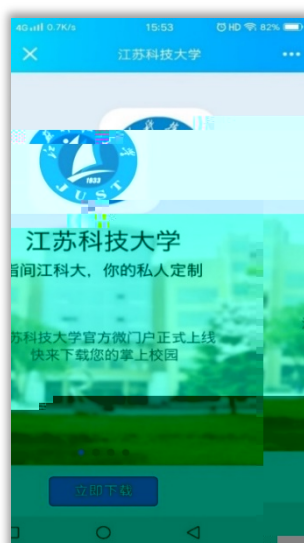 4G 0.7K/s 15:53 HD 82%
江苏科技大学
JUST
1933
江苏科技大学
指间江科大，你的私人定制
苏科技大学官方微门户正式上线
快来下载您的掌上校园
立即下载